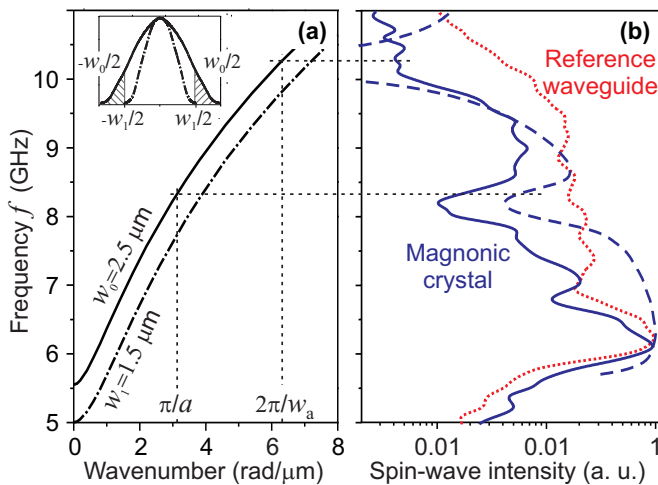 (a)
(b)
-w₀/2
w₀/2
-w₁/2
w₁/2
Reference
waveguide
Magnonic
crystal
w₀=2.5 μm
w₁=1.5 μm
π/a
2π/wₐ
Frequency f (GHz)
10
9
8
7
6
5
0
2
4
6
8
Wavenumber (rad/μm)
0.01
0.01
1
Spin-wave intensity (a. u.)